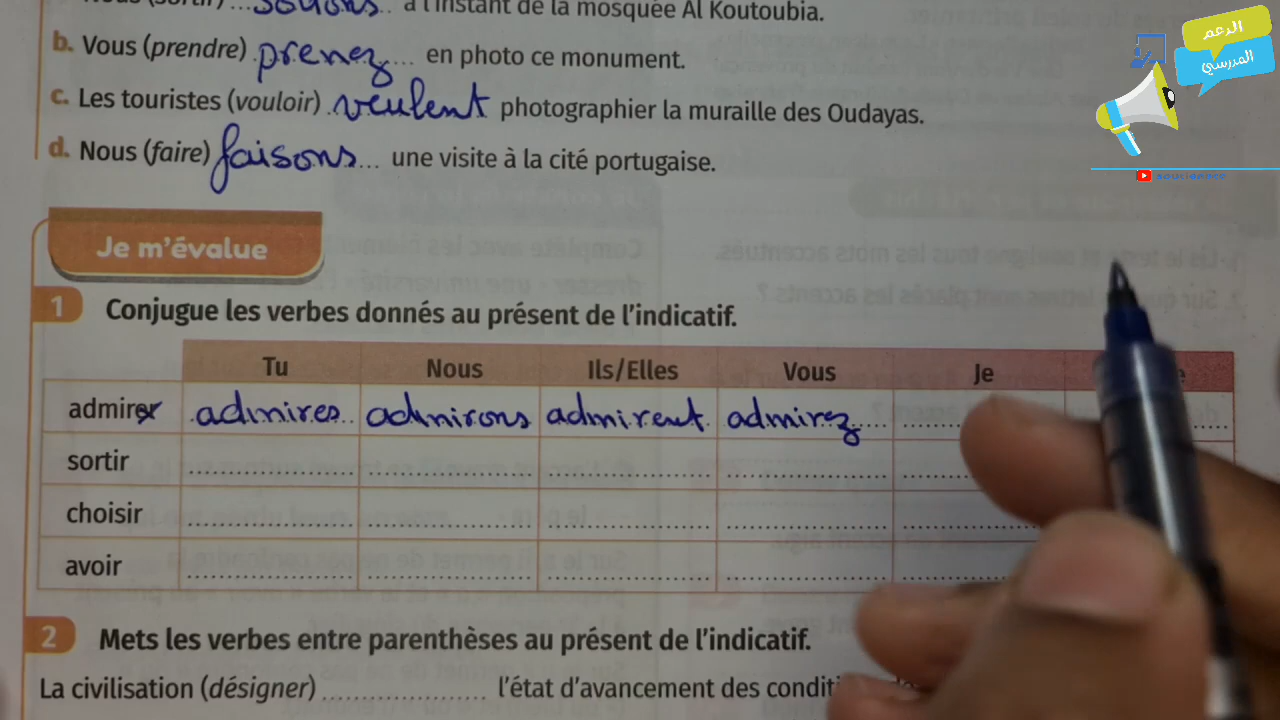 sortons à l'instant de la mosquée Al Koutoubia.
b. Vous (prendre) prenez en photo ce monument.
c. Les touristes (vouloir) veulent photographier la muraille des Oudayas.
d. Nous (faire) faisons une visite à la cité portugaise.
Je m'évalue
1 Conjugue les verbes donnés au présent de l'indicatif.
Tu Nous Ils/Elles Vous Je
admirer admires admirons admirent admirez
sortir
choisir
avoir
2 Mets les verbes entre parenthèses au présent de l'indicatif.
La civilisation (désigner) l'état d'avancement des
الدعم
المدرسي